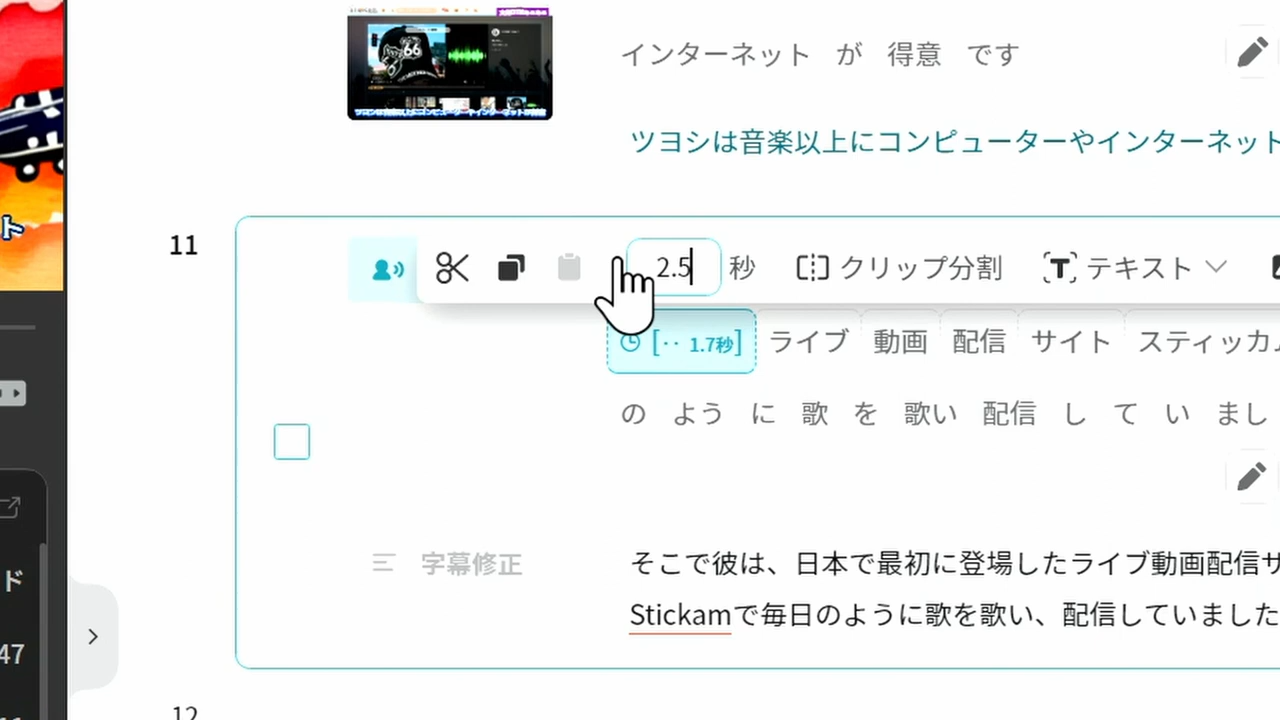 66
インターネット が 得意 です
ツヨシは音楽以上にコンピューターやインターネット
ト
11
2.5 秒 クリップ分割 テキスト
[‥ 1.7秒] ライブ 動画 配信 サイト スティッカム
の よう に 歌 を 歌い 配信 し て い まし
字幕修正
そこで彼は、日本で最初に登場したライブ動画配信サ
Stickamで毎日のように歌を歌い、配信していました
ド
47
12